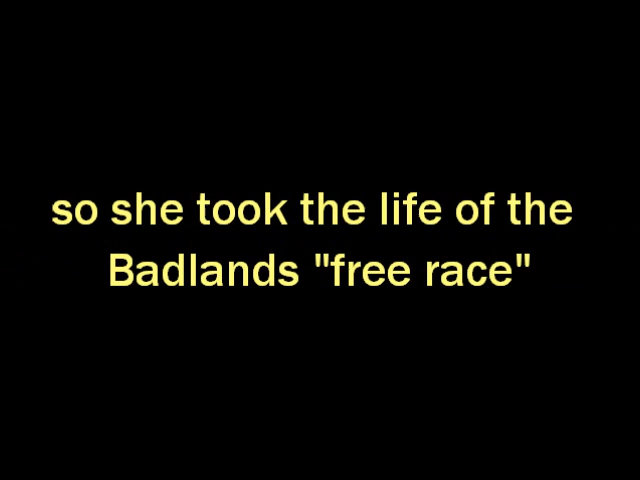 so she took the life of the
Badlands "free race"